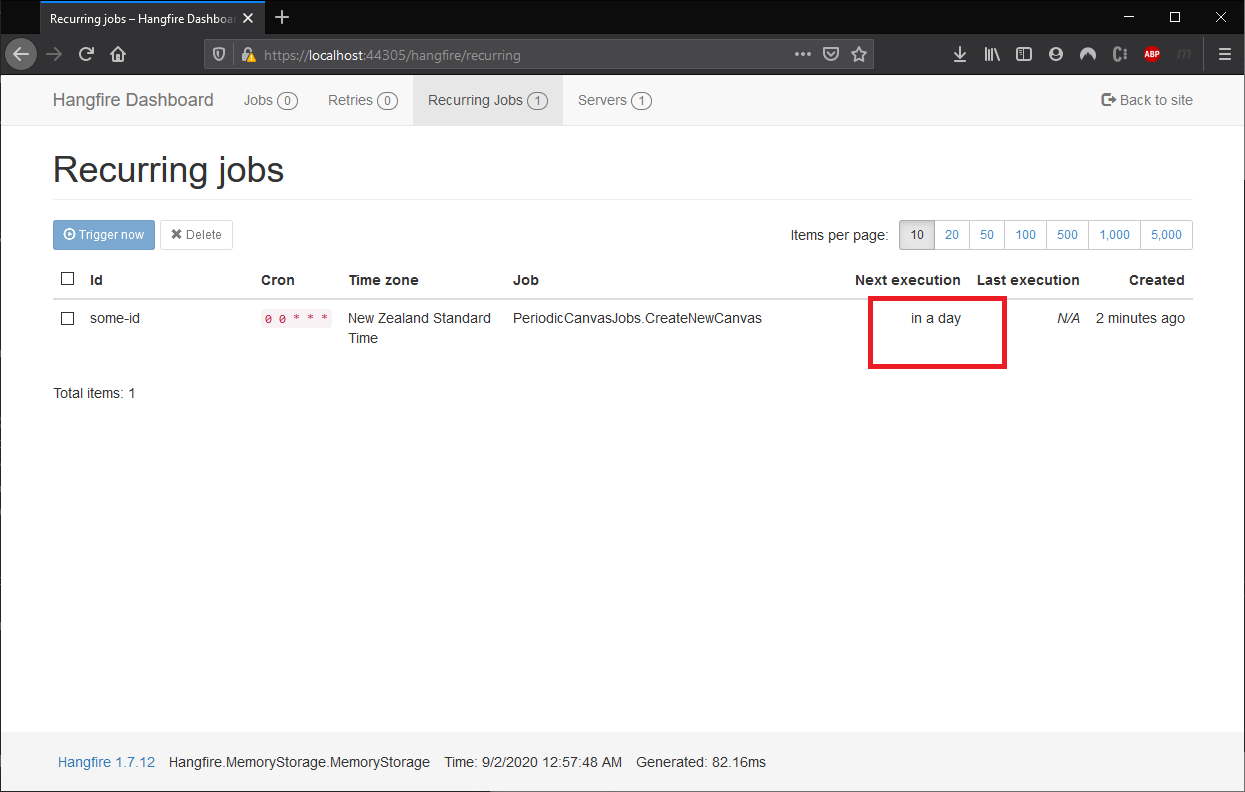 Recurring jobs – Hangfire Dashboa
https://localhost:44305/hangfire/recurring
ABP
Hangfire Dashboard Jobs 0 Retries 0 Recurring Jobs 1 Servers 1 Back to site
Recurring jobs
Trigger now Delete Items per page: 10 20 50 100 500 1,000 5,000
Id Cron Time zone Job Next execution Last execution Created
some-id 0 0 * * * New Zealand Standard PeriodicCanvasJobs.CreateNewCanvas in a day N/A 2 minutes ago
Time
Total items: 1
Hangfire 1.7.12 Hangfire.MemoryStorage.MemoryStorage Time: 9/2/2020 12:57:48 AM Generated: 82.16ms